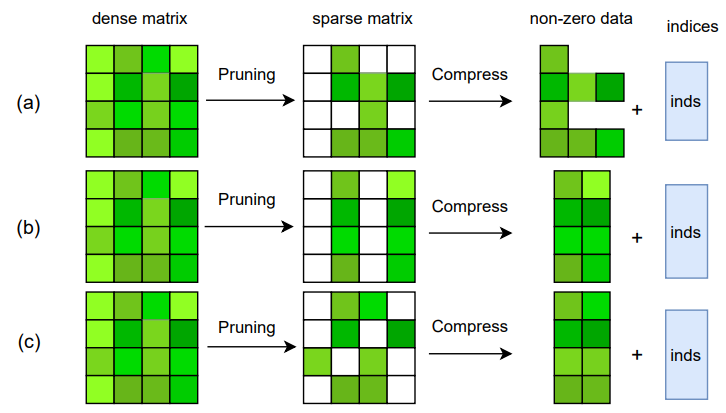 dense matrix sparse matrix non-zero data indices
(a) Pruning Compress + inds
(b) Pruning Compress + inds
(c) Pruning Compress + inds